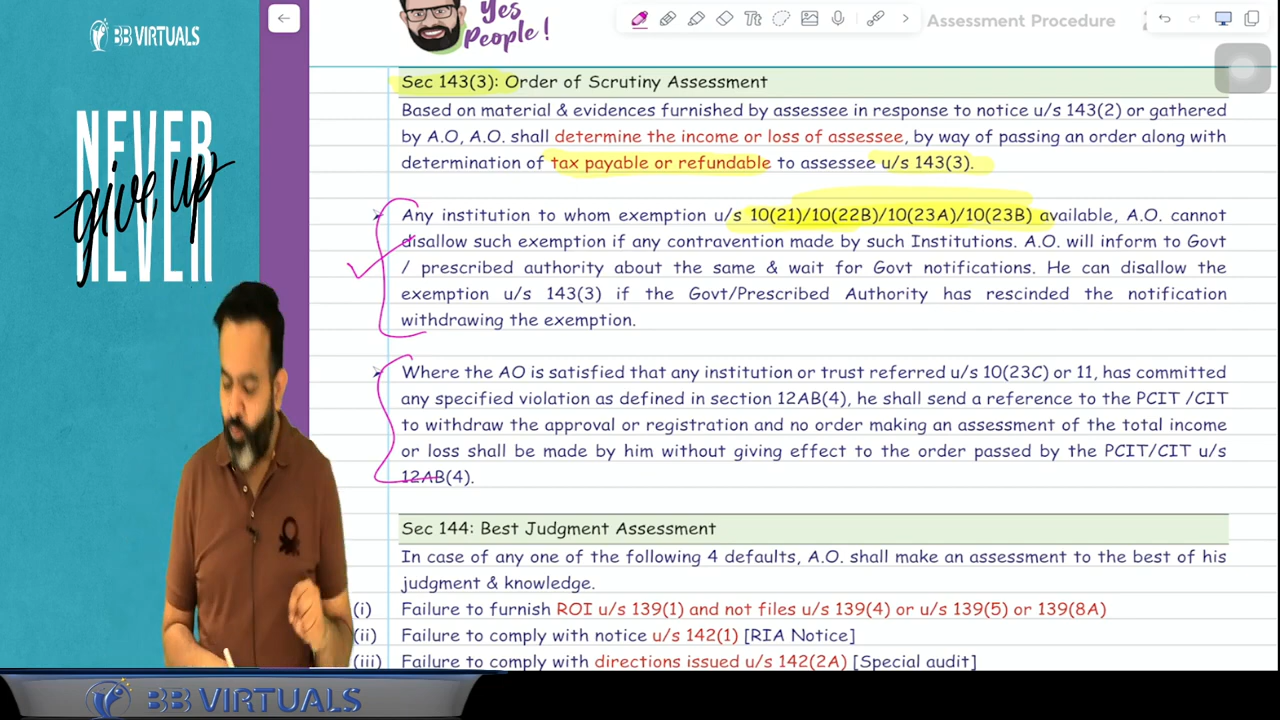 BB VIRTUALS
NEVER
give up
NEVER
Yes
People!
Tt
Assessment Procedure
Sec 143(3): Order of Scrutiny Assessment
Based on material & evidences furnished by assessee in response to notice u/s 143(2) or gathered
by A.O, A.O. shall determine the income or loss of assessee, by way of passing an order along with
determination of tax payable or refundable to assessee u/s 143(3).
Any institution to whom exemption u/s 10(21)/10(22B)/10(23A)/10(23B) available, A.O. cannot
disallow such exemption if any contravention made by such Institutions. A.O. will inform to Govt
/ prescribed authority about the same & wait for Govt notifications. He can disallow the
exemption u/s 143(3) if the Govt/Prescribed Authority has rescinded the notification
withdrawing the exemption.
Where the AO is satisfied that any institution or trust referred u/s 10(23C) or 11, has committed
any specified violation as defined in section 12AB(4), he shall send a reference to the PCIT /CIT
to withdraw the approval or registration and no order making an assessment of the total income
or loss shall be made by him without giving effect to the order passed by the PCIT/CIT u/s
12AB(4).
Sec 144: Best Judgment Assessment
In case of any one of the following 4 defaults, A.O. shall make an assessment to the best of his
judgment & knowledge.
(i) Failure to furnish ROI u/s 139(1) and not files u/s 139(4) or u/s 139(5) or 139(8A)
(ii) Failure to comply with notice u/s 142(1) [RIA Notice]
(iii) Failure to comply with directions issued u/s 142(2A) [Special audit]
BB VIRTUALS